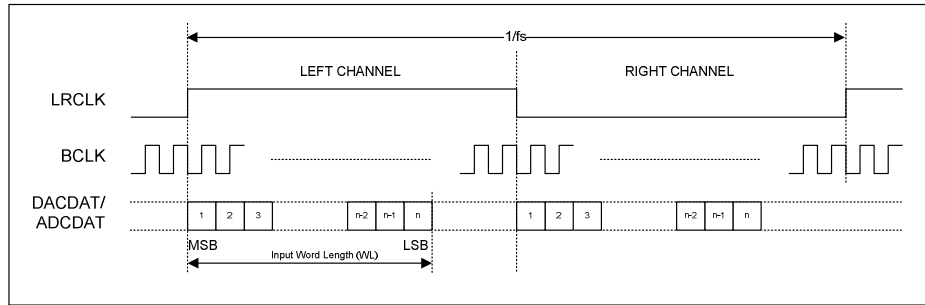 1/fs
LEFT CHANNEL RIGHT CHANNEL
LRCLK
BCLK
DACDAT/
ADCDAT
1 2 3 n-2 n-1 n 1 2 3 n-2 n-1 n
MSB LSB
Input Word Length (WL)